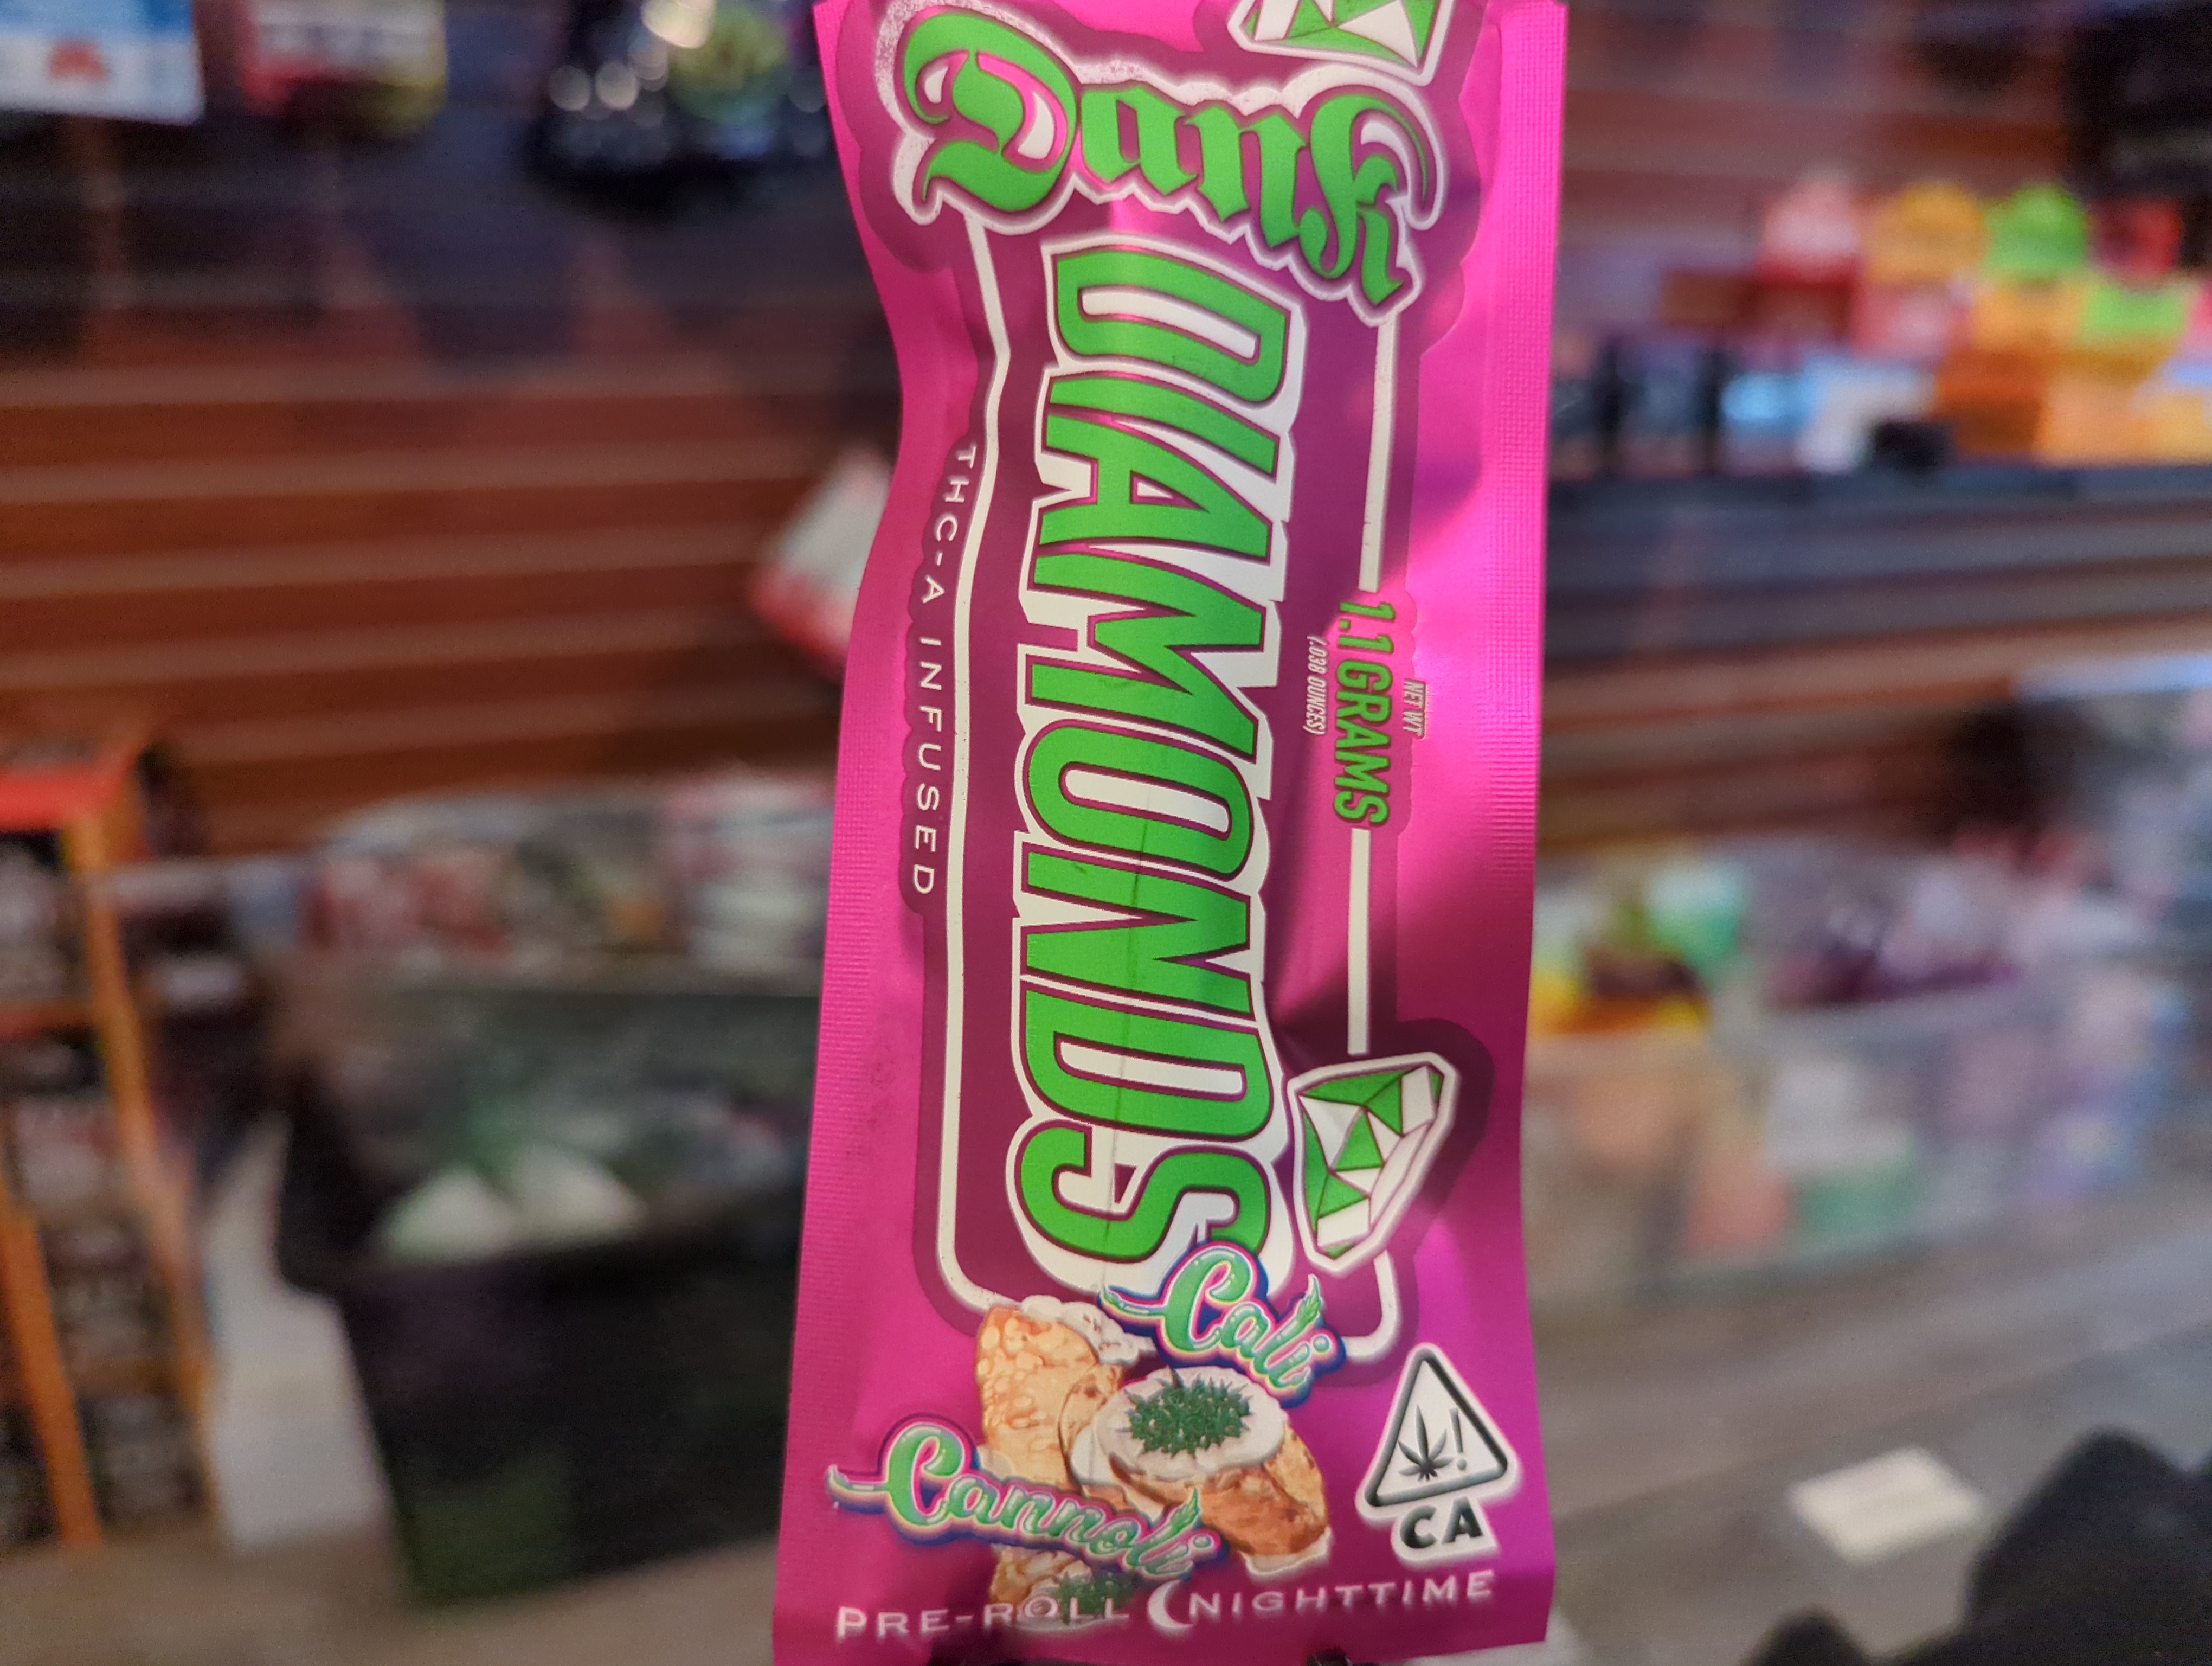 Dank
DIAMONDS
THC-A INFUSED
NET WT
1.1 GRAMS
(.038 OUNCES)
Cali
Cannoli
!
CA
PRE-ROLL NIGHTTIME